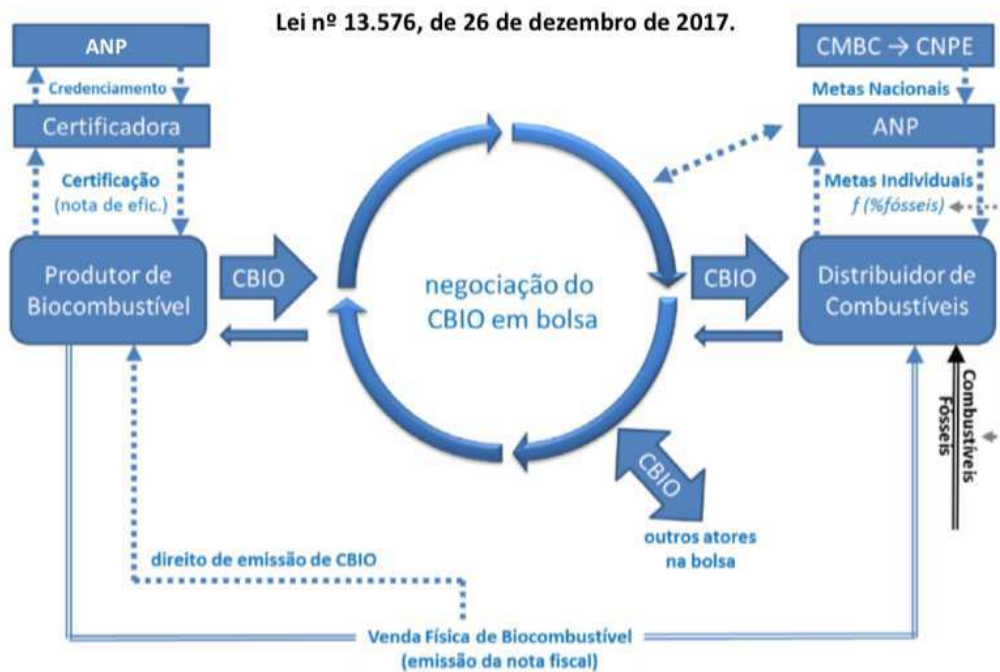 Lei nº 13.576, de 26 de dezembro de 2017.
ANP
Credenciamento
Certificadora
Certificação
(nota de efic.)
Produtor de
Biocombustível
CBIO
negociação do
CBIO em bolsa
CBIO
CMBC → CNPE
Metas Nacionais
ANP
Metas Individuais
f (%fósseis)
Distribuidor de
Combustíveis
Combustíveis
Fósseis
CBIO
outros atores
na bolsa
direito de emissão de CBIO
Venda Física de Biocombustível
(emissão da nota fiscal)